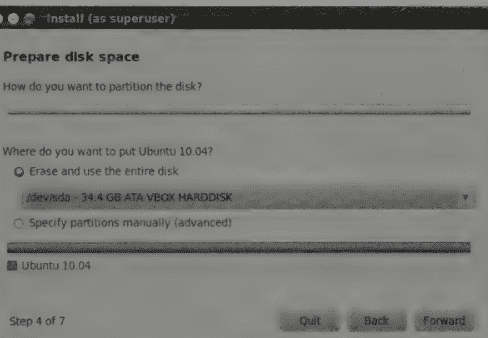 Install (as superuser)
Prepare disk space
How do you want to partition the disk?
Where do you want to put Ubuntu 10.04?
Erase and use the entire disk
/dev/sda - 34.4 GB ATA VBOX HARDDISK
Specify partitions manually (advanced)
Ubuntu 10.04
Step 4 of 7
Quit
Back
Forward